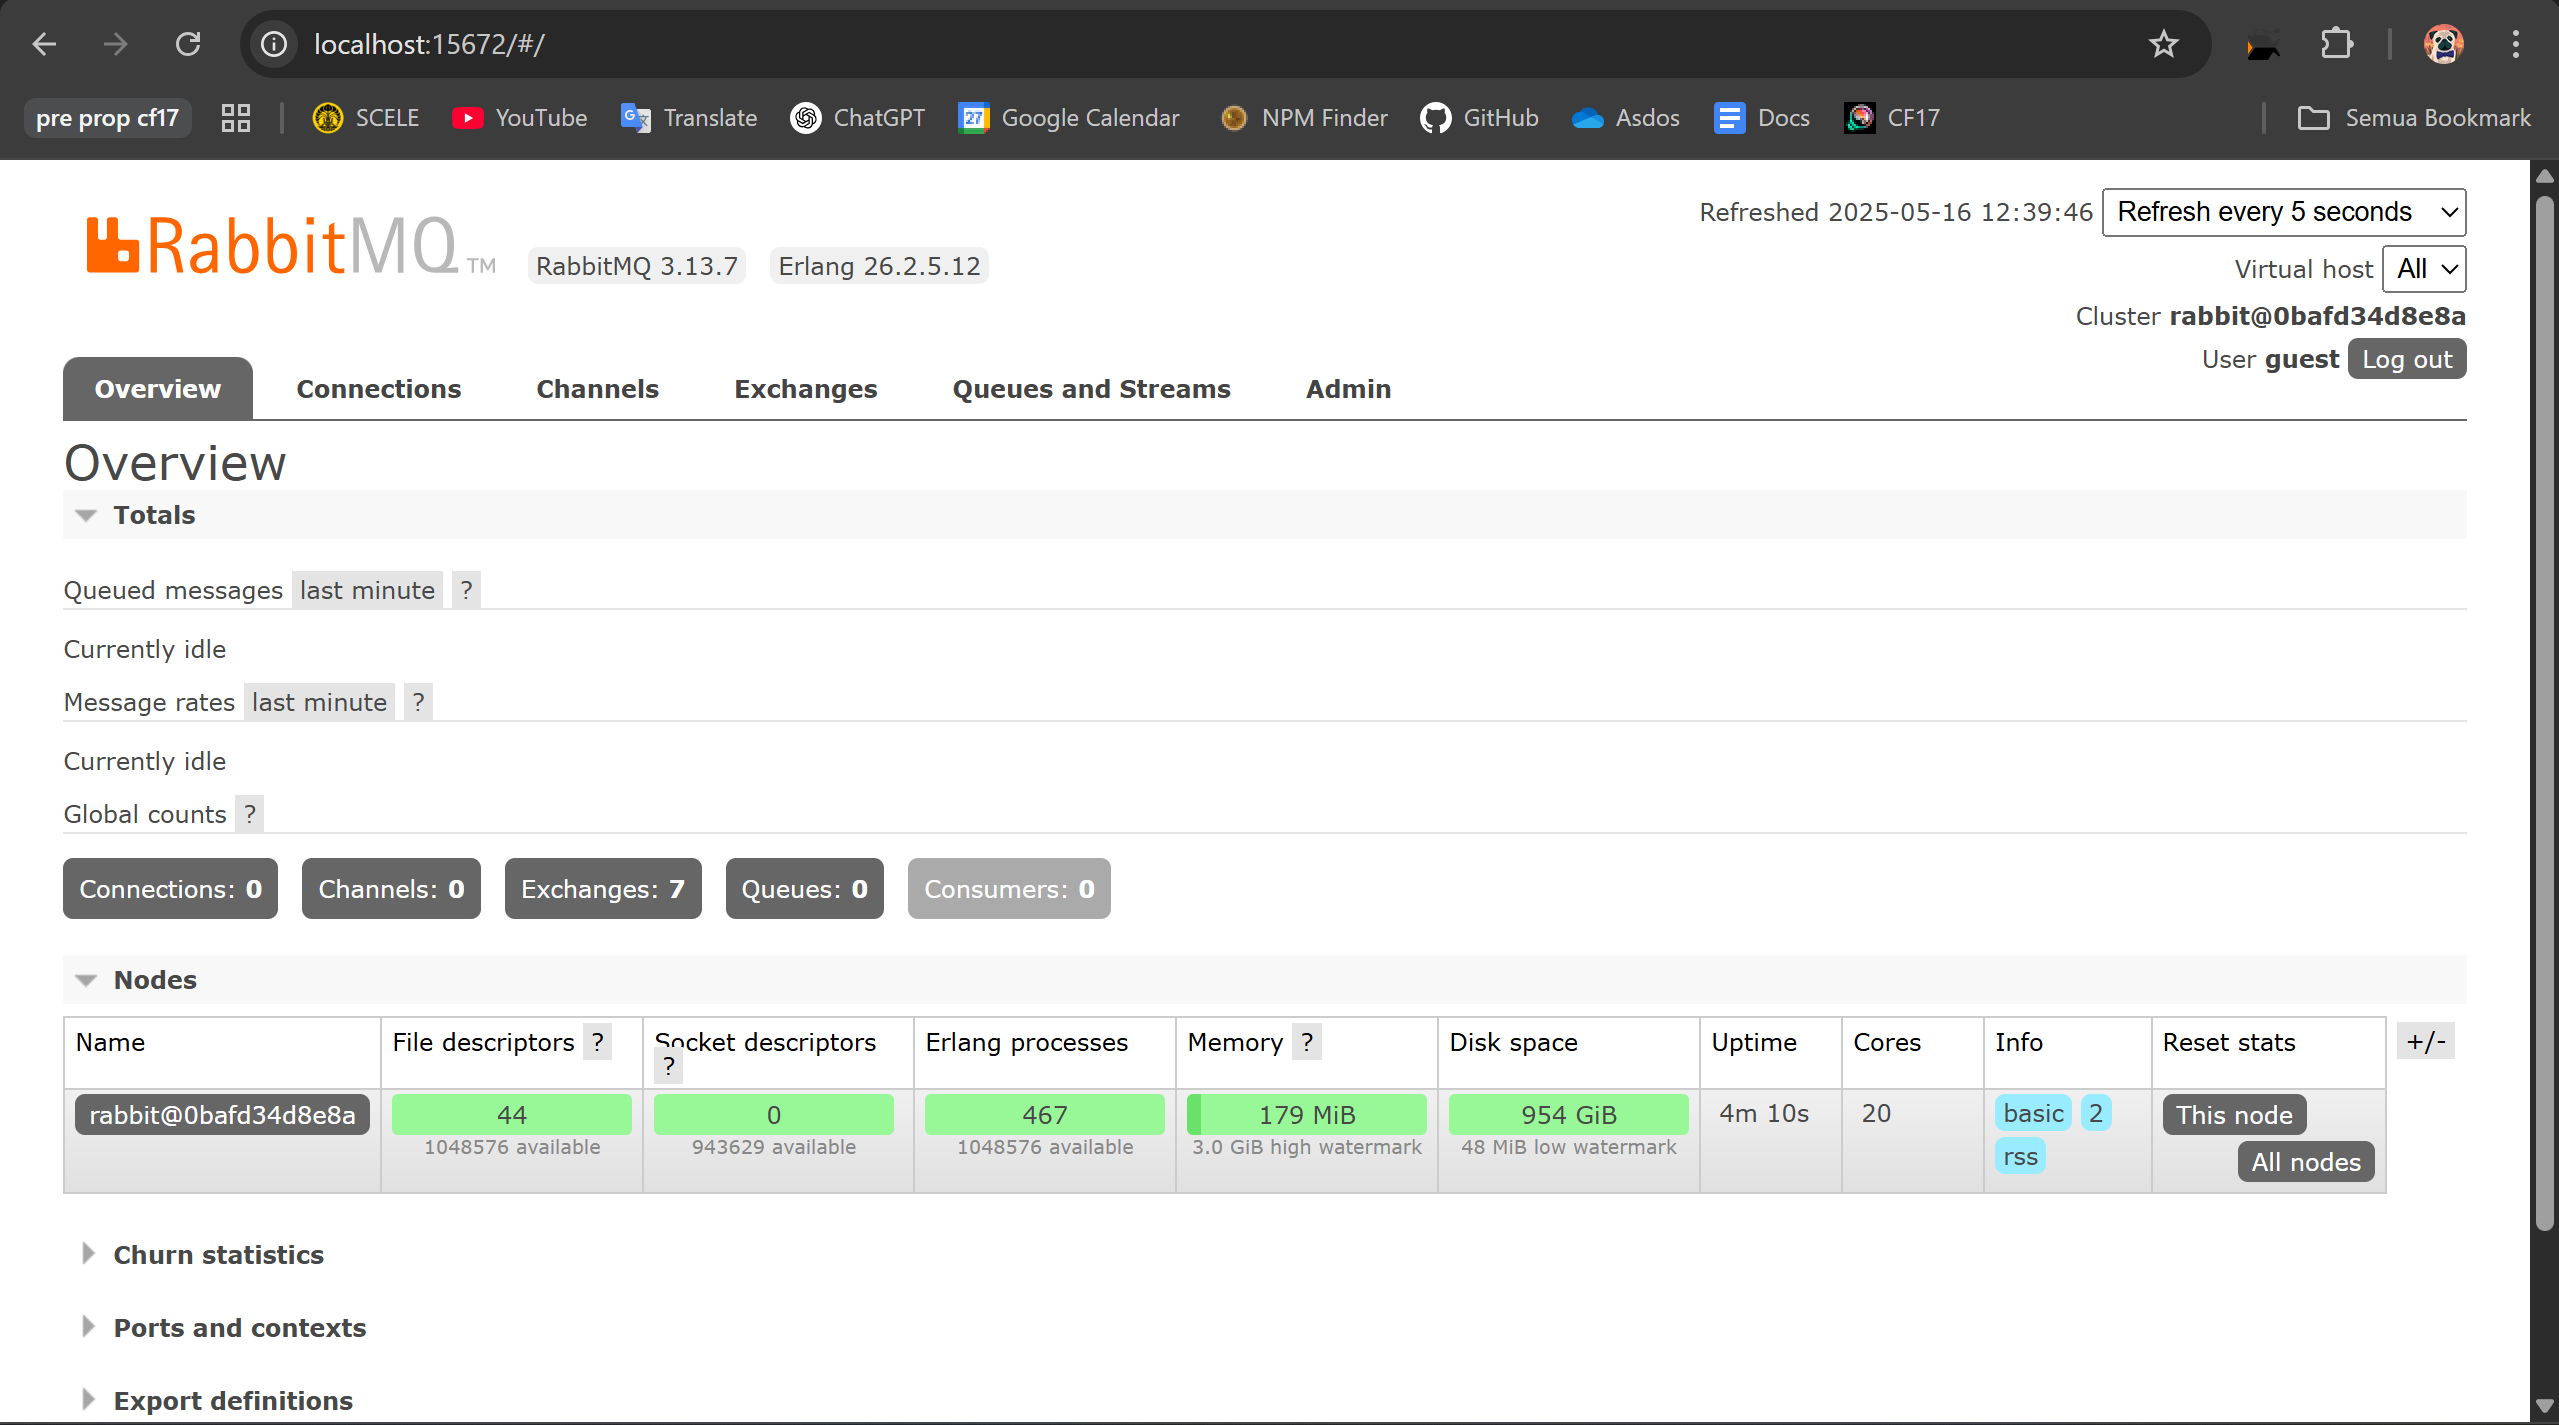 localhost:15672/#/
pre prop cf17 SCELE YouTube Translate ChatGPT Google Calendar NPM Finder GitHub Asdos Docs CF17 Semua Bookmark
RabbitMQ TM RabbitMQ 3.13.7 Erlang 26.2.5.12
Refreshed 2025-05-16 12:39:46 Refresh every 5 seconds
Virtual host All
Cluster rabbit@0bafd34d8e8a
User guest Log out
Overview Connections Channels Exchanges Queues and Streams Admin
Overview
Totals
Queued messages last minute ?
Currently idle
Message rates last minute ?
Currently idle
Global counts ?
Connections: 0 Channels: 0 Exchanges: 7 Queues: 0 Consumers: 0
Nodes
Name File descriptors ? Socket descriptors ? Erlang processes Memory ? Disk space Uptime Cores Info Reset stats +/-
rabbit@0bafd34d8e8a 44 0 467 179 MiB 954 GiB 4m 10s 20 basic 2 This node
1048576 available 943629 available 1048576 available 3.0 GiB high watermark 48 MiB low watermark rss All nodes
Churn statistics
Ports and contexts
Export definitions